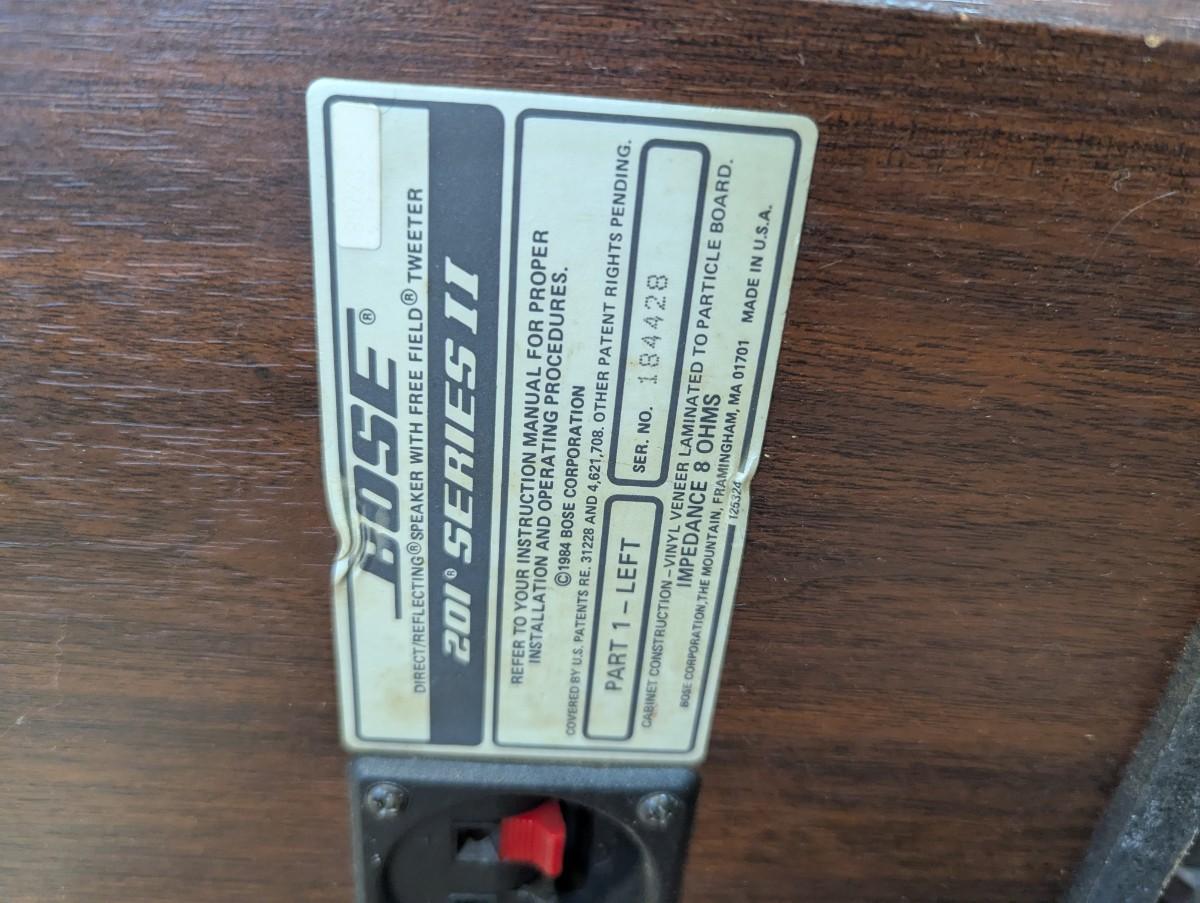 BOSE®
DIRECT/REFLECTING® SPEAKER WITH FREE FIELD® TWEETER
201® SERIES II
REFER TO YOUR INSTRUCTION MANUAL FOR PROPER
INSTALLATION AND OPERATING PROCEDURES.
©1984 BOSE CORPORATION
COVERED BY U.S. PATENTS RE. 31228 AND 4,621,708. OTHER PATENT RIGHTS PENDING.
PART 1 – LEFT
SER. NO. 184428
CABINET CONSTRUCTION – VINYL VENEER LAMINATED TO PARTICLE BOARD.
IMPEDANCE 8 OHMS
BOSE CORPORATION, THE MOUNTAIN, FRAMINGHAM, MA 01701 MADE IN U.S.A.